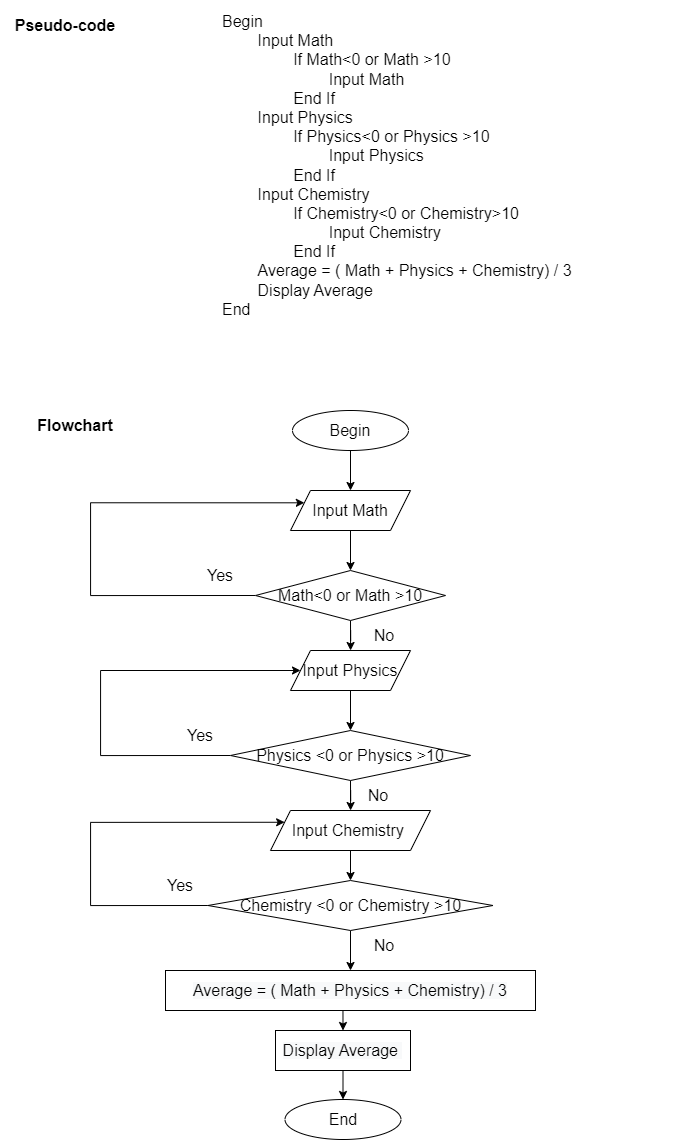 Pseudo-code
Begin
Input Math
If Math<0 or Math >10
Input Math
End If
Input Physics
If Physics<0 or Physics >10
Input Physics
End If
Input Chemistry
If Chemistry<0 or Chemistry>10
Input Chemistry
End If
Average = ( Math + Physics + Chemistry) / 3
Display Average
End
Flowchart
Begin
Input Math
Yes
Math<0 or Math >10
No
Input Physics
Yes
Physics <0 or Physics >10
No
Input Chemistry
Yes
Chemistry <0 or Chemistry >10
No
Average = ( Math + Physics + Chemistry) / 3
Display Average
End